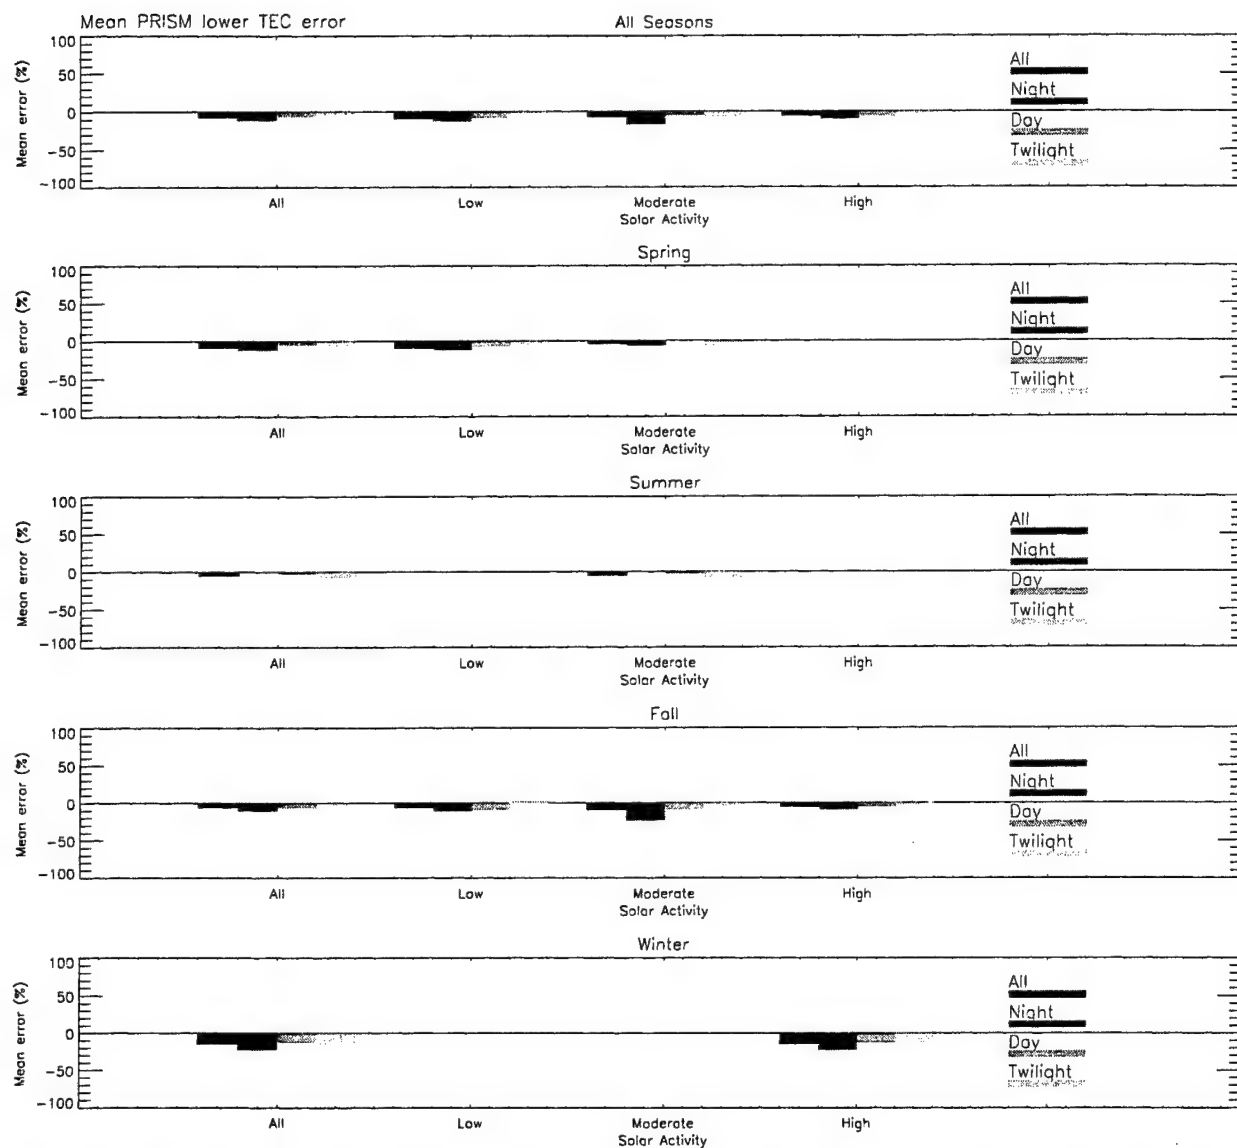 Mean PRISM lower TEC error
All Seasons
Mean error (%)
100
50
0
-50
-100
All
Night
Day
Twilight
All Low Moderate High
Solar Activity
Spring
Mean error (%)
100
50
0
-50
-100
All
Night
Day
Twilight
All Low Moderate High
Solar Activity
Summer
Mean error (%)
100
50
0
-50
-100
All
Night
Day
Twilight
All Low Moderate High
Solar Activity
Fall
Mean error (%)
100
50
0
-50
-100
All
Night
Day
Twilight
All Low Moderate High
Solar Activity
Winter
Mean error (%)
100
50
0
-50
-100
All
Night
Day
Twilight
All Low Moderate High
Solar Activity